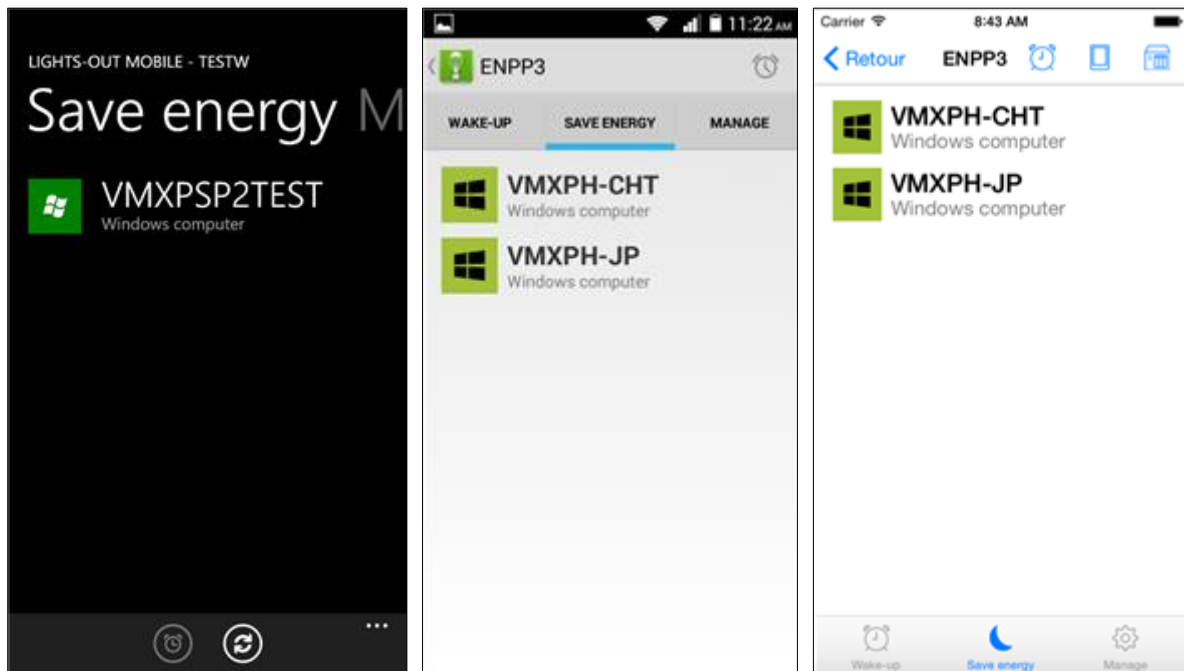 LIGHTS-OUT MOBILE - TESTW
Save energy M
VMXPSP2TEST
Windows computer
11:22 AM
ENPP3
WAKE-UP SAVE ENERGY MANAGE
VMXPH-CHT
Windows computer
VMXPH-JP
Windows computer
Carrier 8:43 AM
Retour ENPP3
VMXPH-CHT
Windows computer
VMXPH-JP
Windows computer
Wake-up Save energy Manage